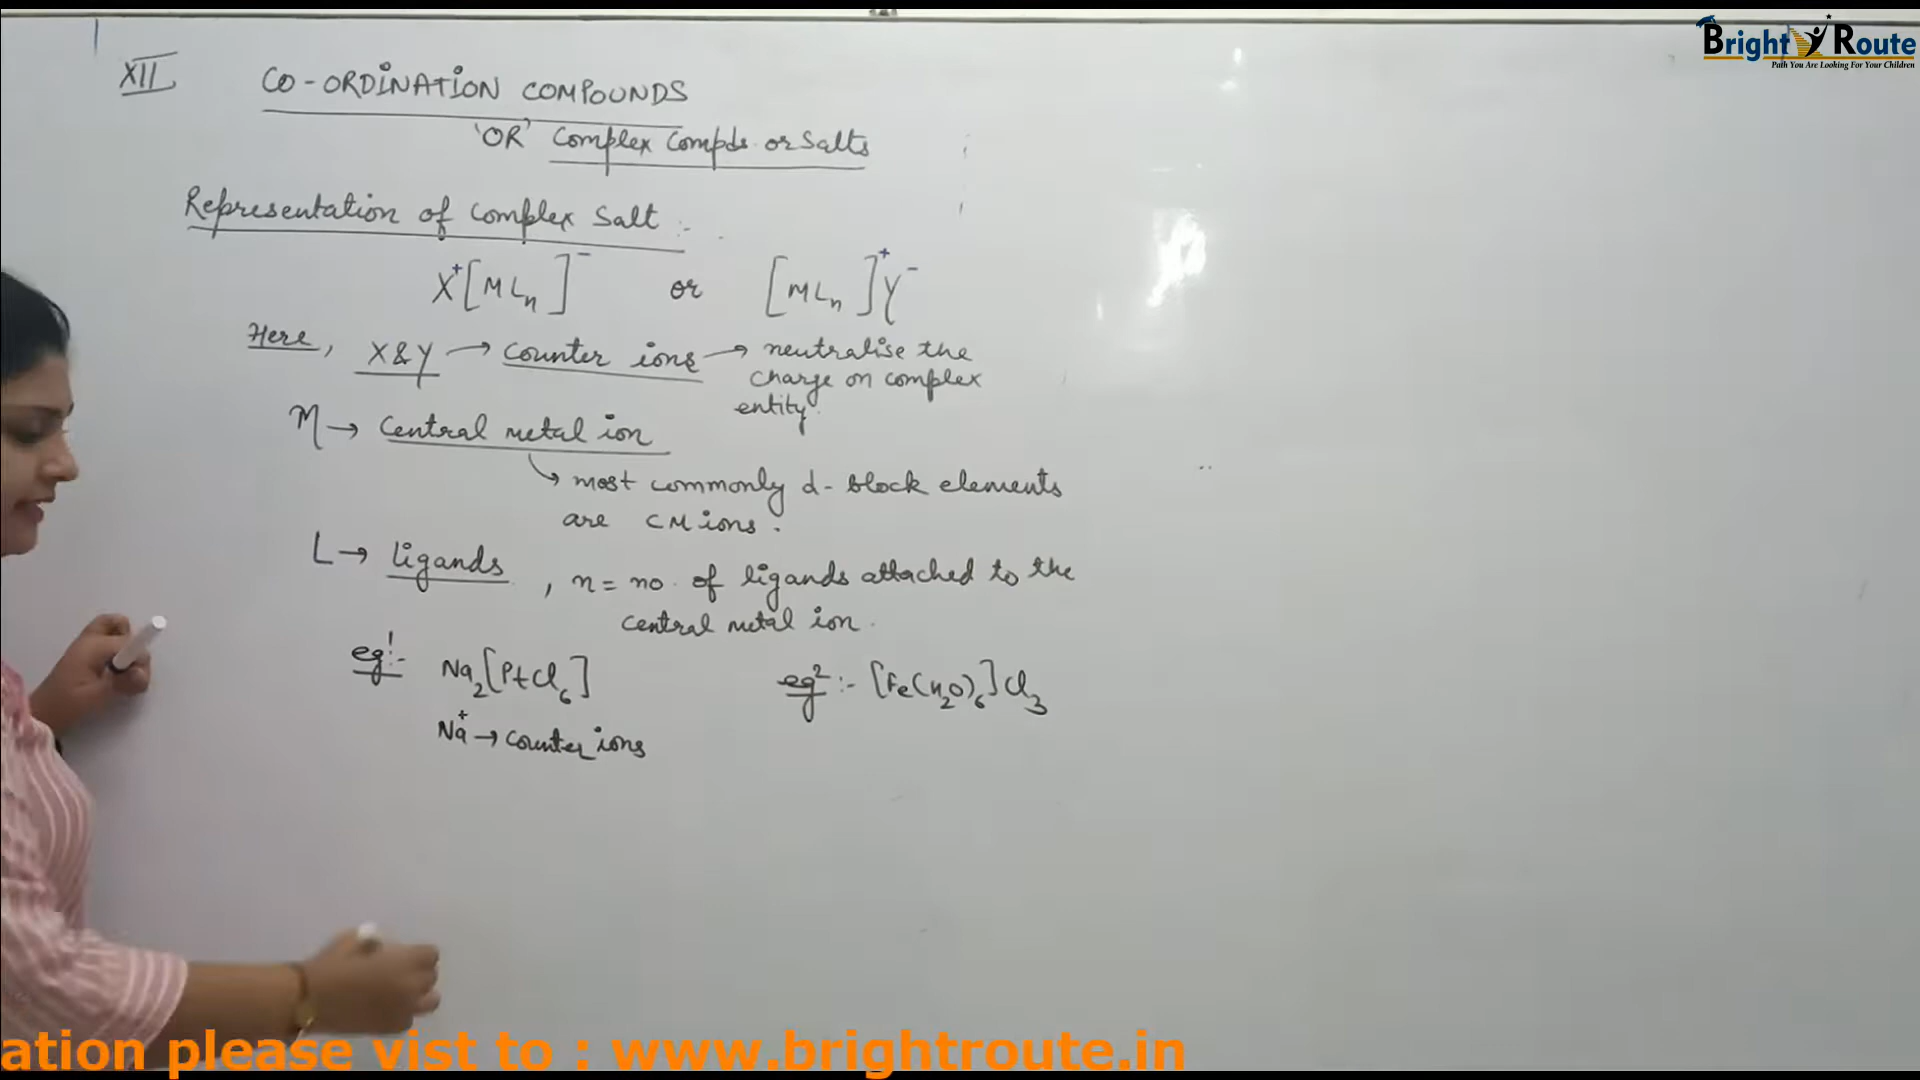 Bright Route
Path You Are Looking For Your Children
XII
CO-ORDINATION COMPOUNDS
'OR' Complex Compds. or Salts
Representation of Complex Salt :-
X⁺[MLₙ]⁻ or [MLₙ]⁺Y⁻
Here, X & Y → Counter ions → neutralise the
charge on complex
entity.
M → Central metal ion
↳ most commonly d-block elements
are CM ions.
L → ligands , n = no. of ligands attached to the
central metal ion.
eg¹:- Na₂[PtCl₆] eg²:- [Fe(H₂O)₆]Cl₃
Na⁺ → Counter ions
ation please vist to : www.brightroute.in